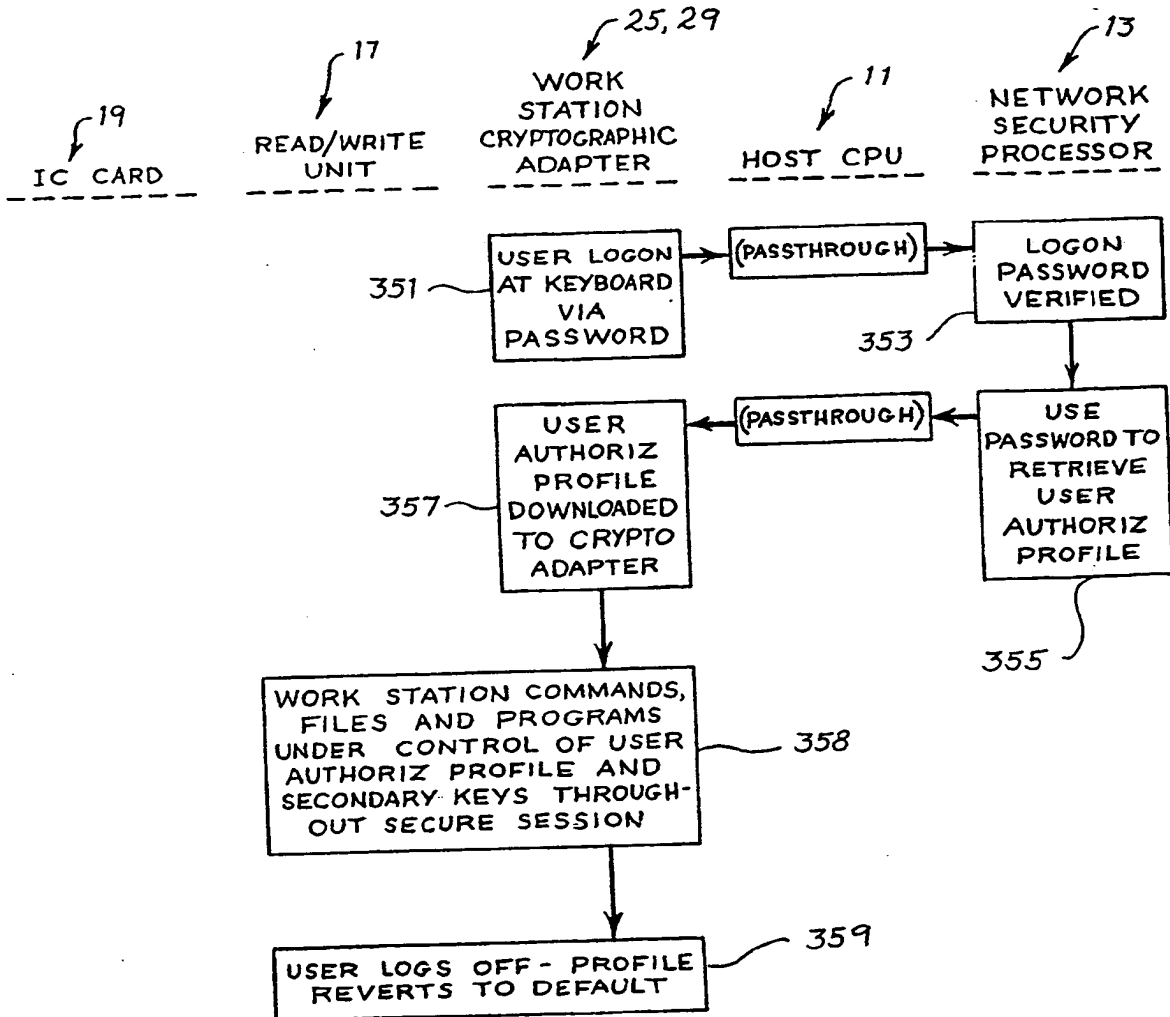 19
IC CARD
17
READ/WRITE
UNIT
25, 29
WORK
STATION
CRYPTOGRAPHIC
ADAPTER
11
HOST CPU
13
NETWORK
SECURITY
PROCESSOR
351
USER LOGON
AT KEYBOARD
VIA
PASSWORD
(PASSTHROUGH)
LOGON
PASSWORD
VERIFIED
353
357
USER
AUTHORIZ
PROFILE
DOWNLOADED
TO CRYPTO
ADAPTER
(PASSTHROUGH)
USE
PASSWORD TO
RETRIEVE
USER
AUTHORIZ
PROFILE
355
WORK STATION COMMANDS,
FILES AND PROGRAMS
UNDER CONTROL OF USER
AUTHORIZ PROFILE AND
SECONDARY KEYS THROUGH-
OUT SECURE SESSION
358
USER LOGS OFF - PROFILE
REVERTS TO DEFAULT
359